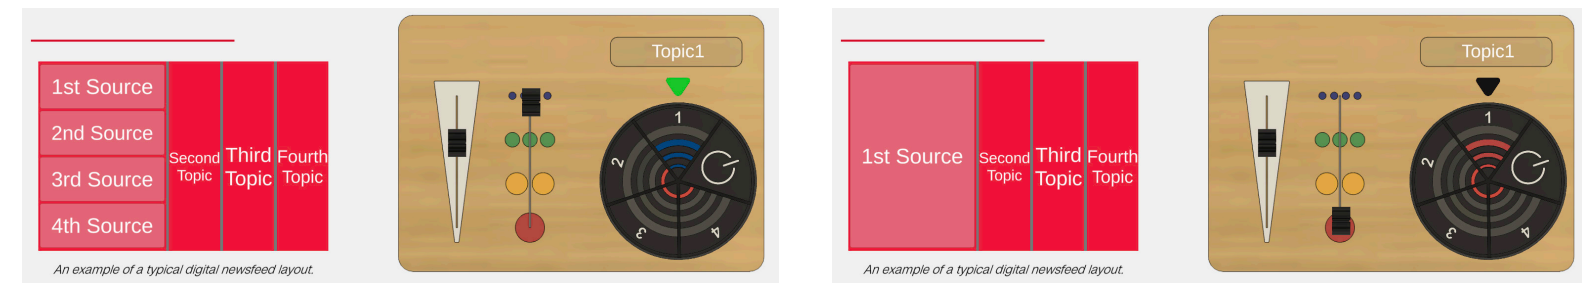 1st Source
2nd Source
3rd Source
4th Source
Second
Topic
Third
Topic
Fourth
Topic
An example of a typical digital newsfeed layout.
Topic1
1
2
3
4
1st Source
Second
Topic
Third
Topic
Fourth
Topic
An example of a typical digital newsfeed layout.
Topic1
1
2
3
4